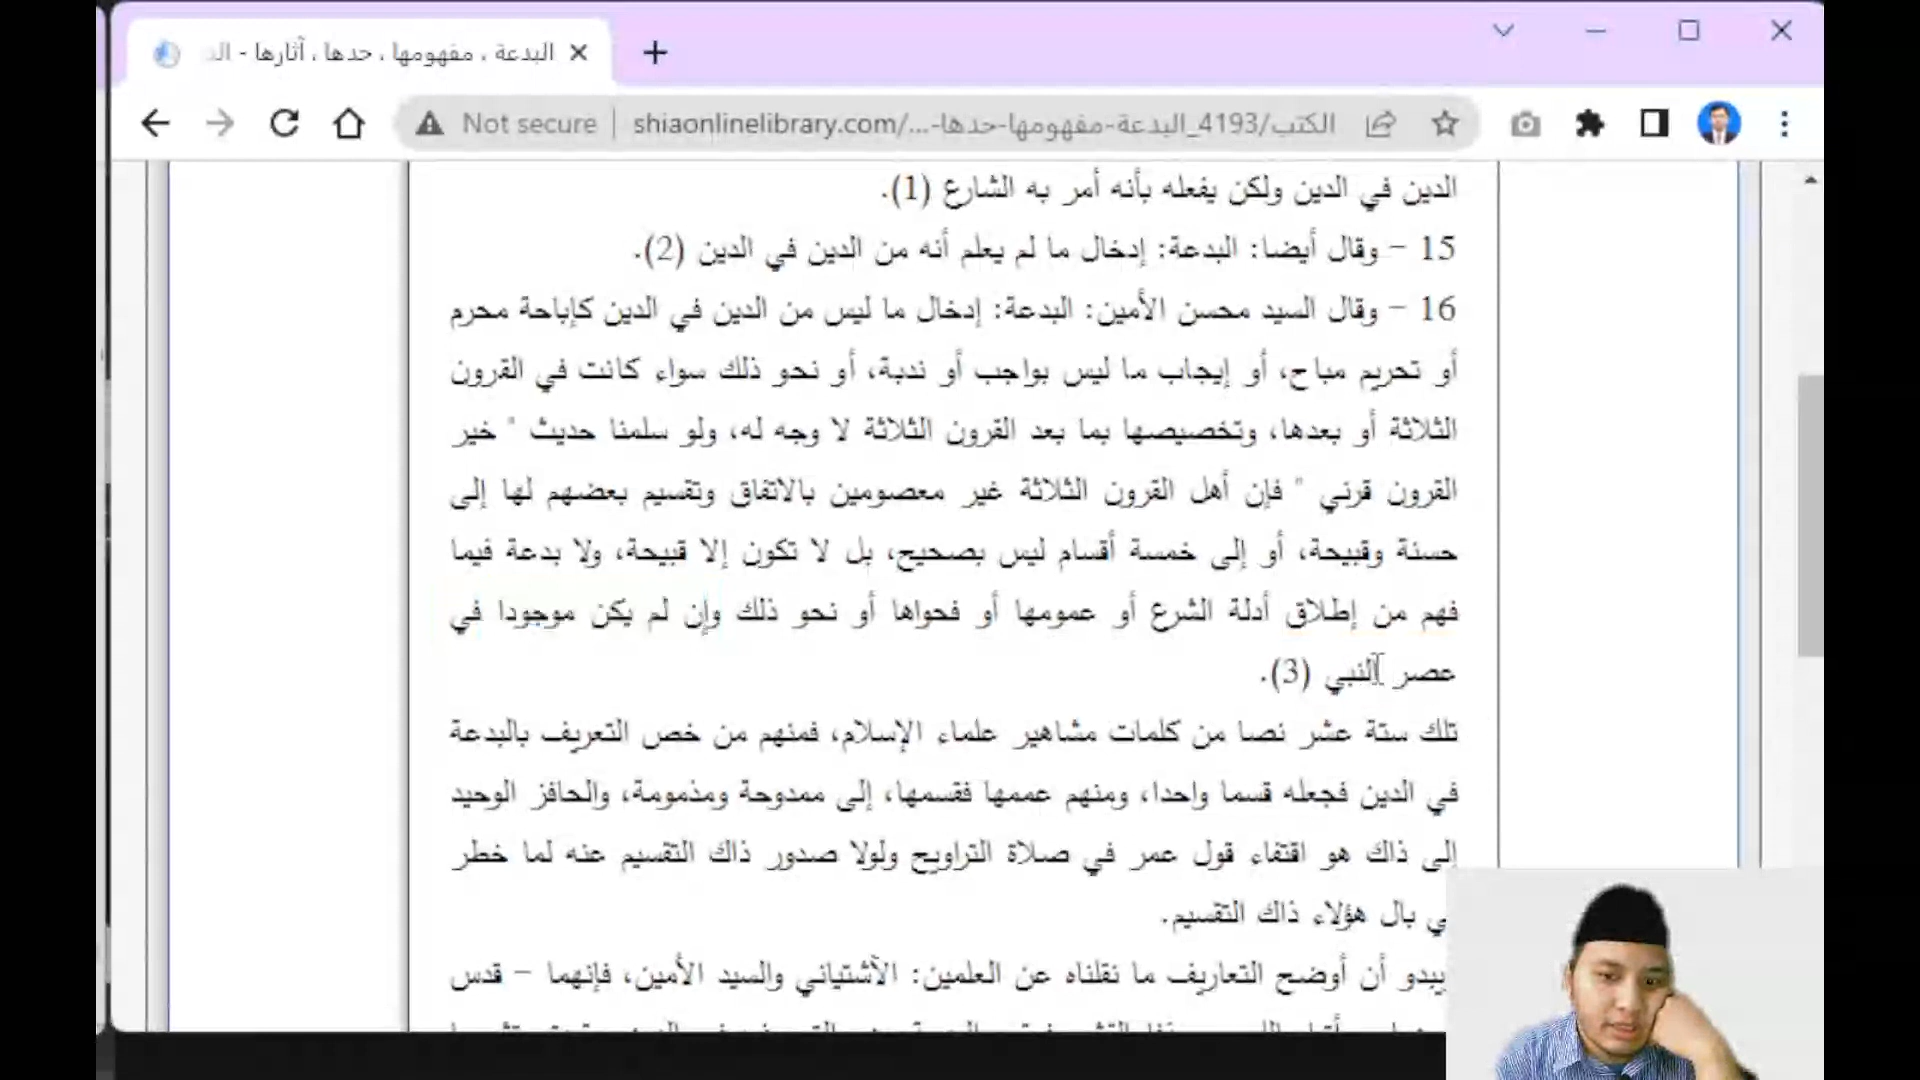 البدعة ، مفهومها ، حدها ، آثارها - الد
Not secure
shiaonlinelibrary.com/الكتب/4193_البدعة-مفهومها-حدها-...
الدين في الدين ولكن يفعله بأنه أمر به الشارع (1).
15 - وقال أيضا: البدعة: إدخال ما لم يعلم أنه من الدين في الدين (2).
16 - وقال السيد محسن الأمين: البدعة: إدخال ما ليس من الدين في الدين كإباحة محرم
أو تحريم مباح، أو إيجاب ما ليس بواجب أو ندبة، أو نحو ذلك سواء كانت في القرون
الثلاثة أو بعدها، وتخصيصها بما بعد القرون الثلاثة لا وجه له، ولو سلمنا حديث " خير
القرون قرني " فإن أهل القرون الثلاثة غير معصومين بالاتفاق وتقسيم بعضهم لها إلى
حسنة وقبيحة، أو إلى خمسة أقسام ليس بصحيح، بل لا تكون إلا قبيحة، ولا بدعة فيما
فهم من إطلاق أدلة الشرع أو عمومها أو فحواها أو نحو ذلك وإن لم يكن موجودا في
عصر النبي (3).
تلك ستة عشر نصا من كلمات مشاهير علماء الإسلام، فمنهم من خص التعريف بالبدعة
في الدين فجعله قسما واحدا، ومنهم عممها فقسمها، إلى ممدوحة ومذمومة، والحافز الوحيد
إلى ذاك هو اقتفاء قول عمر في صلاة التراويح ولولا صدور ذاك التقسيم عنه لما خطر
بال هؤلاء ذاك التقسيم.
يبدو أن أوضح التعاريف ما نقلناه عن العلمين: الآشتياني والسيد الأمين، فإنهما - قدس